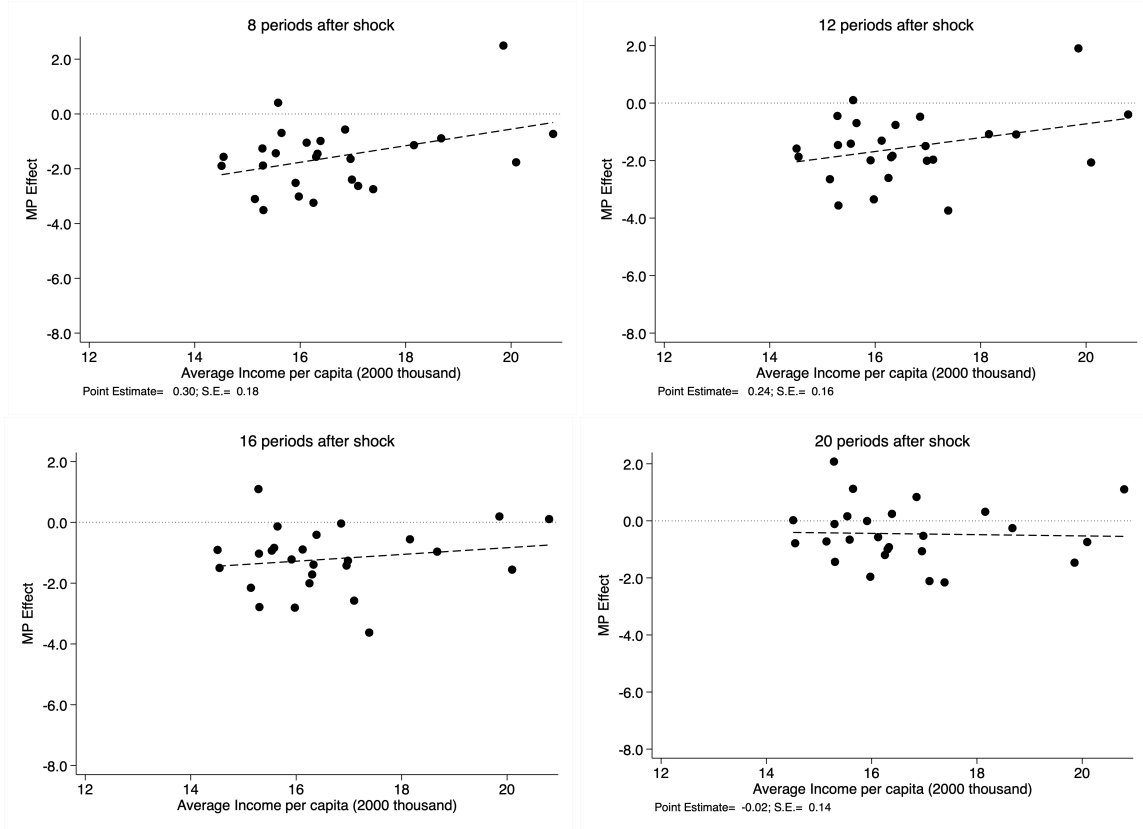 8 periods after shock
2.0
0.0
-2.0
-4.0
-6.0
-8.0
MP Effect
12 14 16 18 20
Average Income per capita (2000 thousand)
Point Estimate= 0.30; S.E.= 0.18
12 periods after shock
2.0
0.0
-2.0
-4.0
-6.0
-8.0
MP Effect
12 14 16 18 20
Average Income per capita (2000 thousand)
Point Estimate= 0.24; S.E.= 0.16
16 periods after shock
2.0
0.0
-2.0
-4.0
-6.0
-8.0
MP Effect
12 14 16 18 20
Average Income per capita (2000 thousand)
20 periods after shock
2.0
0.0
-2.0
-4.0
-6.0
-8.0
MP Effect
12 14 16 18 20
Average Income per capita (2000 thousand)
Point Estimate= -0.02; S.E.= 0.14